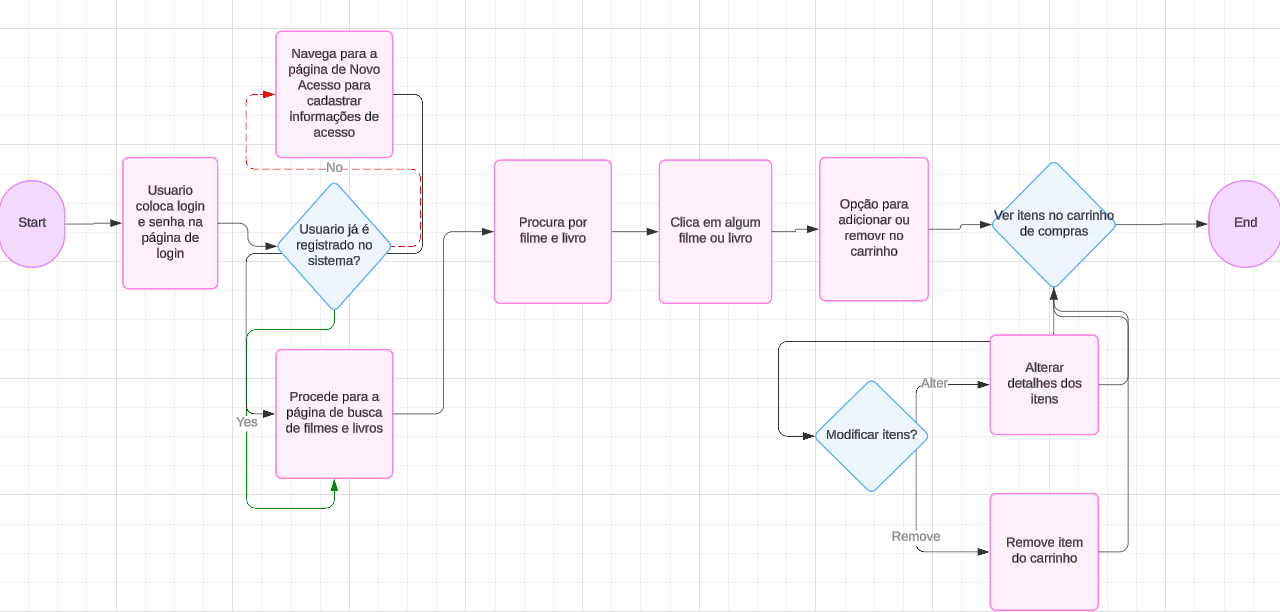 Start
Usuario
coloca login
e senha na
página de
login
Navega para a
página de Novo
Acesso para
cadastrar
informações de
acesso
No
Usuario já é
registrado no
sistema?
Yes
Procede para a
página de busca
de filmes e livros
Procura por
filme e livro
Clica em algum
filme ou livro
Opção para
adicionar ou
removr no
carrinho
Ver itens no carrinho
de compras
End
Modificar itens?
Alter
Alterar
detalhes dos
itens
Remove
Remove item
do carrinho